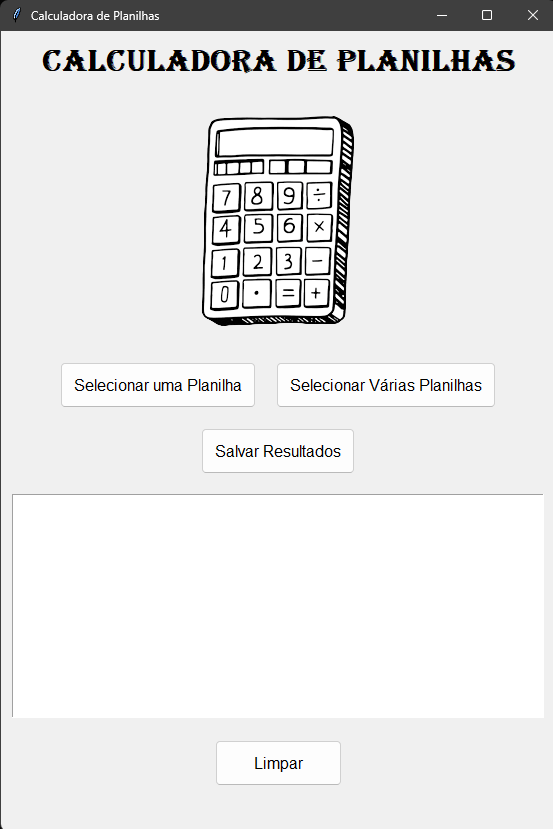 Calculadora de Planilhas
CALCULADORA DE PLANILHAS
7 8 9 ÷
4 5 6 ×
1 2 3 −
0 · = +
Selecionar uma Planilha Selecionar Várias Planilhas
Salvar Resultados
Limpar